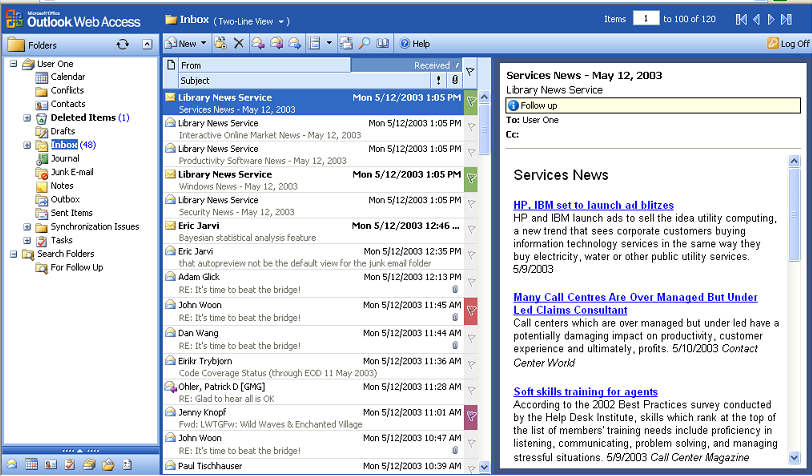 Microsoft Office
Outlook Web Access
Inbox (Two-Line View)
Items 1 to 100 of 120
Folders
New
Help
Log Off
User One
Calendar
Conflicts
Contacts
Deleted Items (1)
Drafts
Inbox (48)
Journal
Junk E-mail
Notes
Outbox
Sent Items
Synchronization Issues
Tasks
Search Folders
For Follow Up
From Received
Subject
Library News Service Mon 5/12/2003 1:05 PM
Services News - May 12, 2003
Library News Service Mon 5/12/2003 1:05 PM
Interactive Online Market News - May 12, 2003
Library News Service Mon 5/12/2003 1:05 PM
Productivity Software News - May 12, 2003
Library News Service Mon 5/12/2003 1:05 PM
Windows News - May 12, 2003
Library News Service Mon 5/12/2003 1:05 PM
Security News - May 12, 2003
Eric Jarvi Mon 5/12/2003 12:46 ...
Bayesian statistical analysis feature
Eric Jarvi Mon 5/12/2003 12:35 PM
that autopreview not be the default view for the junk email folder
Adam Glick Mon 5/12/2003 12:13 PM
RE: It's time to beat the bridge!
John Woon Mon 5/12/2003 11:45 AM
RE: It's time to beat the bridge!
Dan Wang Mon 5/12/2003 11:44 AM
RE: It's time to beat the bridge!
Eirikr Trybjorn Mon 5/12/2003 11:36 AM
Code Coverage Status (through EOD 11 May 2003)
Ohler, Patrick D [GMG] Mon 5/12/2003 11:28 AM
RE: Glad to hear all is OK
Jenny Knopf Mon 5/12/2003 11:01 AM
Fwd: LWTGFw: Wild Waves & Enchanted Village
John Woon Mon 5/12/2003 10:47 AM
RE: It's time to beat the bridge!
Paul Tischhauser Mon 5/12/2003 10:39 AM
Services News - May 12, 2003
Library News Service
Follow up
To: User One
Cc:
Services News
HP, IBM set to launch ad blitzes
HP and IBM launch ads to sell the idea utility computing,
a new trend that sees corporate customers buying
information technology services in the same way they
buy electricity, water or other public utility services.
5/9/2003
Many Call Centres Are Over Managed But Under
Led Claims Consultant
Call centers which are over managed but under led have a
potentially damaging impact on productivity, customer
experience and ultimately, profits. 5/10/2003 Contact
Center World
Soft skills training for agents
According to the 2002 Best Practices survey conducted
by the Help Desk Institute, skills which rank at the top of
the list of members' training needs include proficiency in
listening, communicating, problem solving, and managing
stressful situations. 5/9/2003 Call Center Magazine